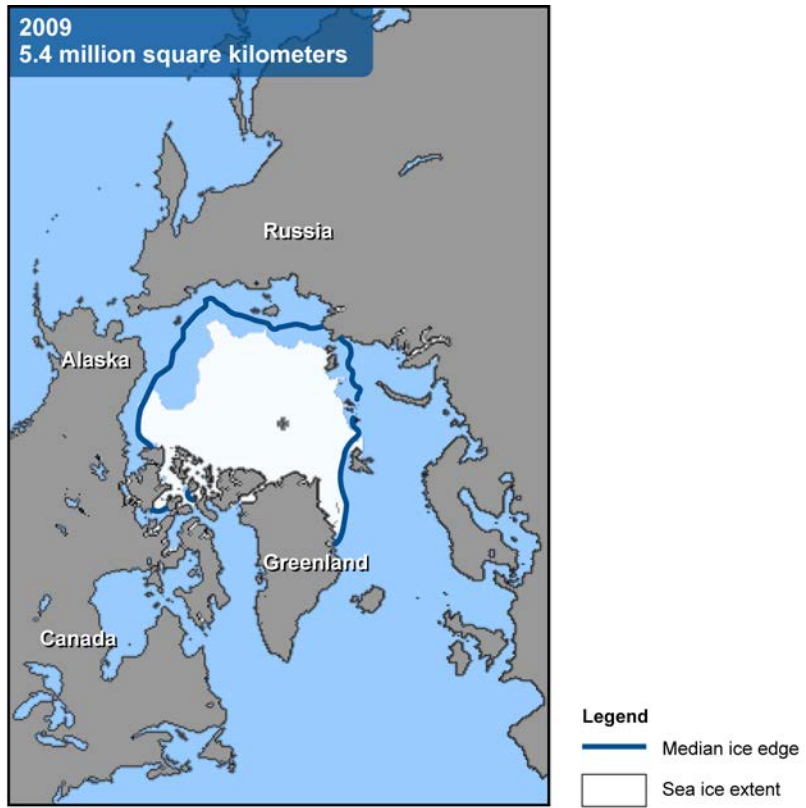 2009
5.4 million square kilometers
Russia
Alaska
Greenland
Canada
Legend
Median ice edge
Sea ice extent